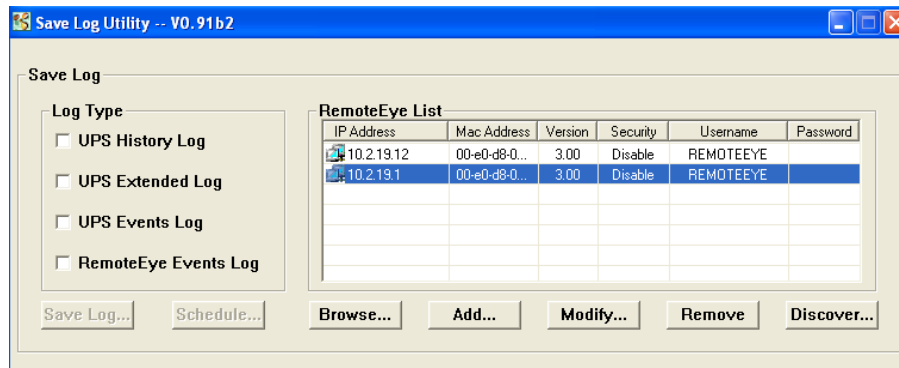 Save Log Utility -- V0.91b2
Save Log
Log Type
UPS History Log
UPS Extended Log
UPS Events Log
RemoteEye Events Log
RemoteEye List
IP Address Mac Address Version Security Username Password
10.2.19.12 00-e0-d8-0... 3.00 Disable REMOTEEYE
10.2.19.1 00-e0-d8-0... 3.00 Disable REMOTEEYE
Save Log... Schedule... Browse... Add... Modify... Remove Discover...